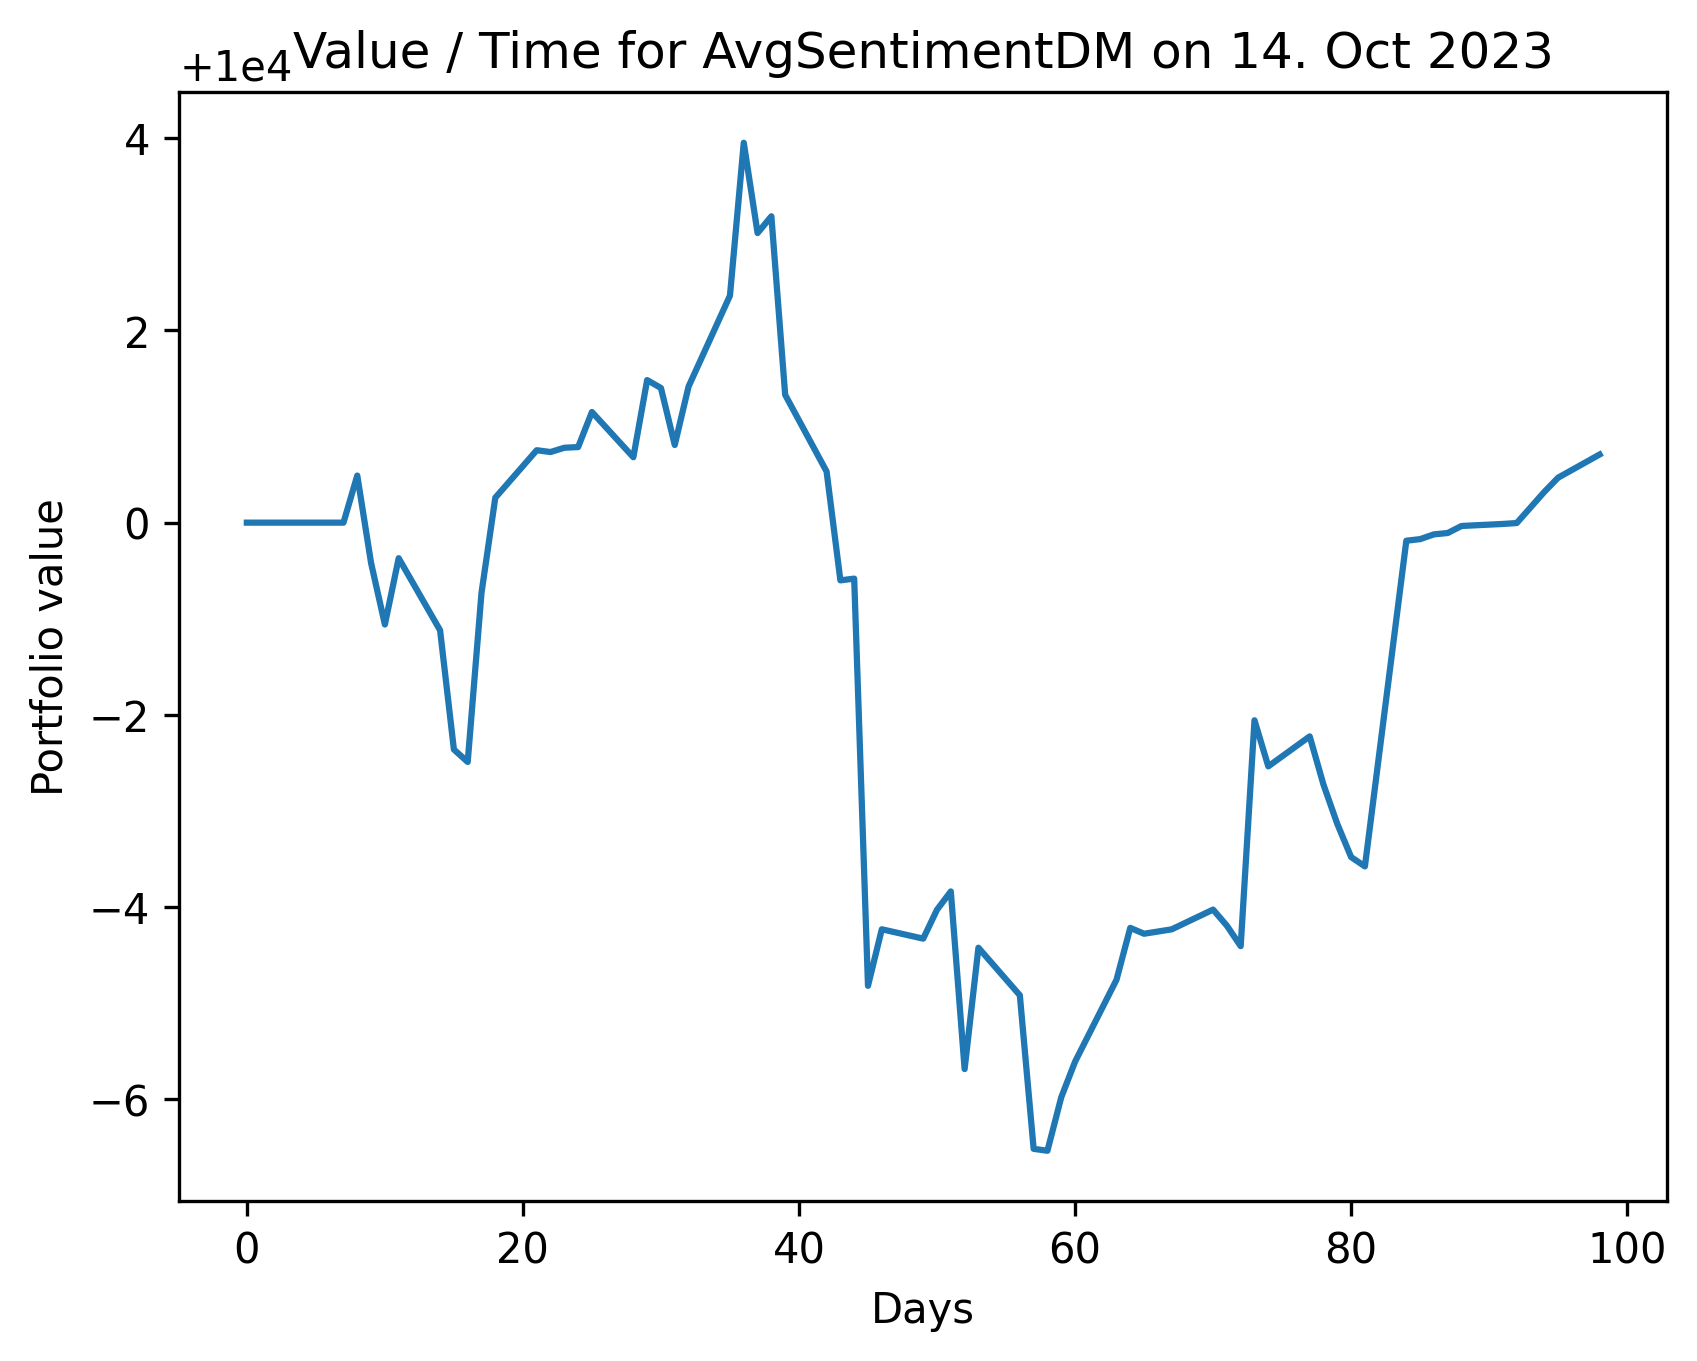 Value / Time for AvgSentimentDM on 14. Oct 2023
+1e4
4
2
0
−2
−4
−6
Portfolio value
0 20 40 60 80 100
Days